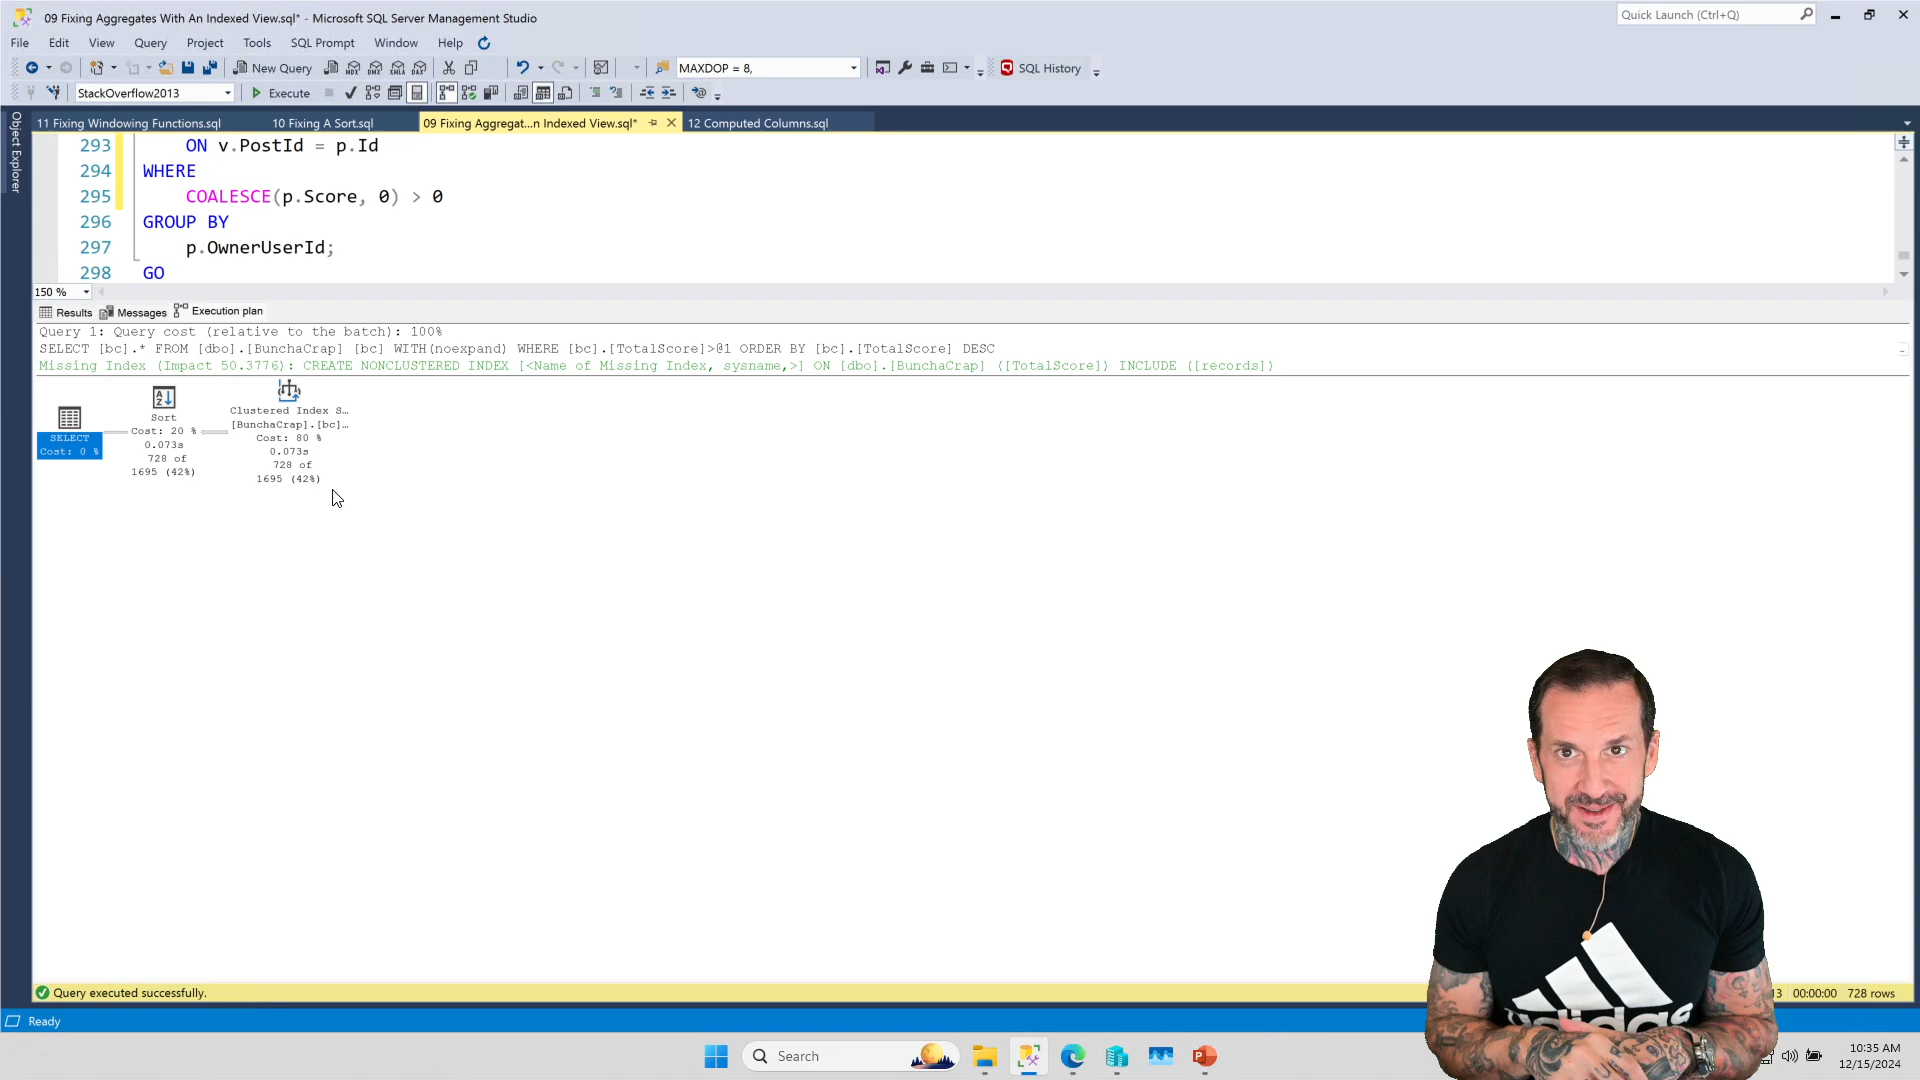 09 Fixing Aggregates With An Indexed View.sql* - Microsoft SQL Server Management Studio
Quick Launch (Ctrl+Q)
File Edit View Query Project Tools SQL Prompt Window Help
New Query MDX DMX XMLA DAX MAXDOP = 8, SQL History
StackOverflow2013 Execute
Object Explorer
11 Fixing Windowing Functions.sql 10 Fixing A Sort.sql 09 Fixing Aggregat...n Indexed View.sql* 12 Computed Columns.sql
293 ON v.PostId = p.Id
294 WHERE
295 COALESCE(p.Score, 0) > 0
296 GROUP BY
297 p.OwnerUserId;
298 GO
150 %
Results Messages Execution plan
Query 1: Query cost (relative to the batch): 100%
SELECT [bc].* FROM [dbo].[BunchaCrap] [bc] WITH(noexpand) WHERE [bc].[TotalScore]>@1 ORDER BY [bc].[TotalScore] DESC
Missing Index (Impact 50.3776): CREATE NONCLUSTERED INDEX [<Name of Missing Index, sysname,>] ON [dbo].[BunchaCrap] ([TotalScore]) INCLUDE ([records])
SELECT
Cost: 0 %
Sort
Cost: 20 %
0.073s
728 of
1695 (42%)
Clustered Index S...
[BunchaCrap].[bc]...
Cost: 80 %
0.073s
728 of
1695 (42%)
Query executed successfully.
13 00:00:00 728 rows
Ready
adidas
Search
10:35 AM
12/15/2024